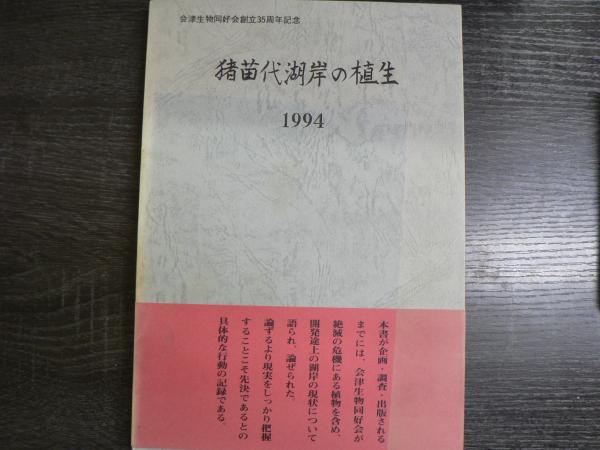 会津生物同好会創立35周年記念
猪苗代湖岸の植生
1994
本書が企画・調査・出版される
までには、会津生物同好会が
絶滅の危機にある植物を含め、
開発途上の湖岸の現状について
語られ、論ぜられた。
論ずるより現実をしっかり把握
することこそ先決であるとの
具体的な行動の記録である。